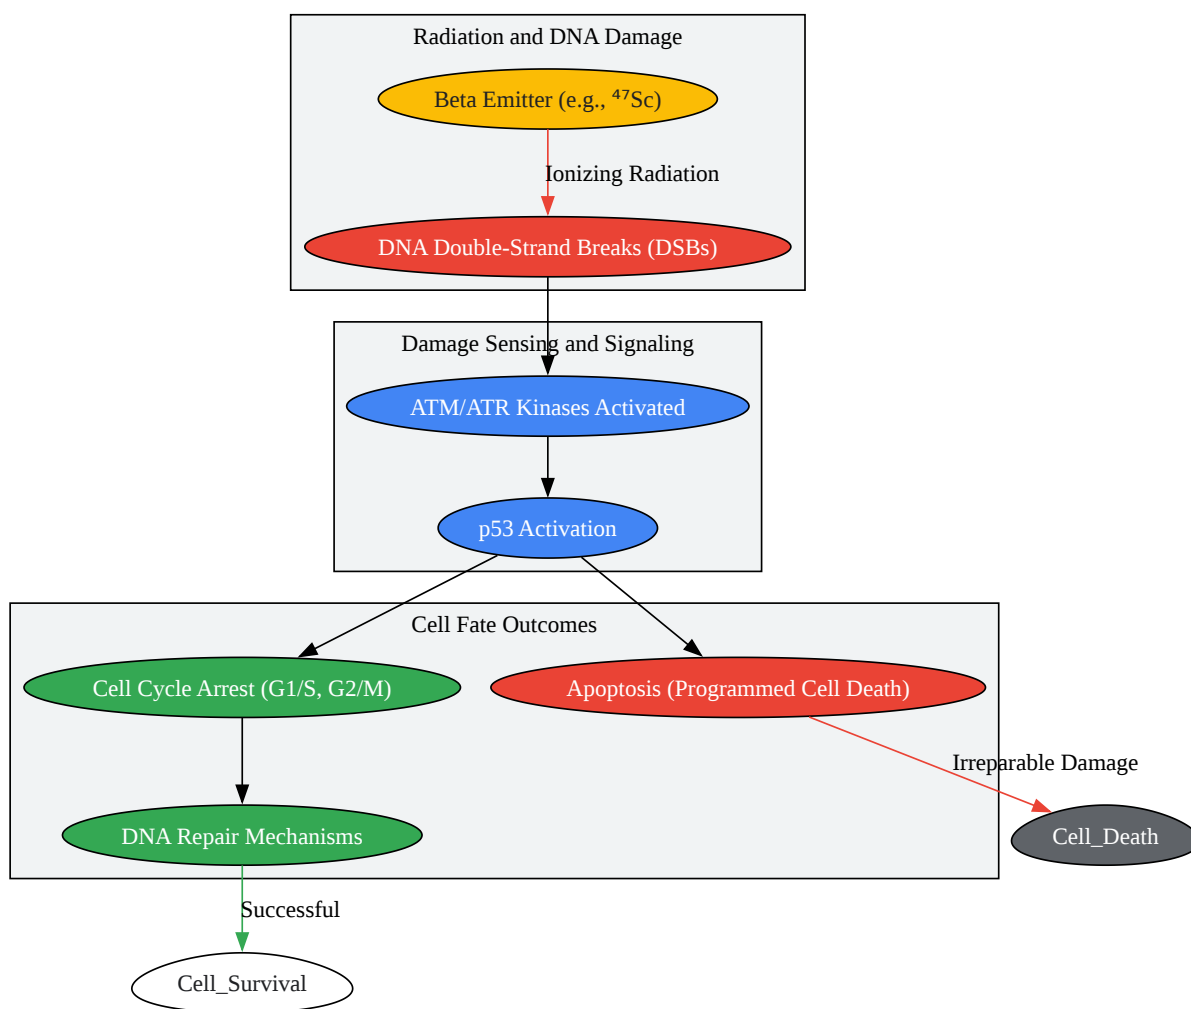 Radiation and DNA Damage
Beta Emitter (e.g., ⁴⁷Sc)
Ionizing Radiation
DNA Double-Strand Breaks (DSBs)
Damage Sensing and Signaling
ATM/ATR Kinases Activated
p53 Activation
Cell Fate Outcomes
Cell Cycle Arrest (G1/S, G2/M)
Apoptosis (Programmed Cell Death)
Irreparable Damage
DNA Repair Mechanisms
Cell_Death
Successful
Cell_Survival